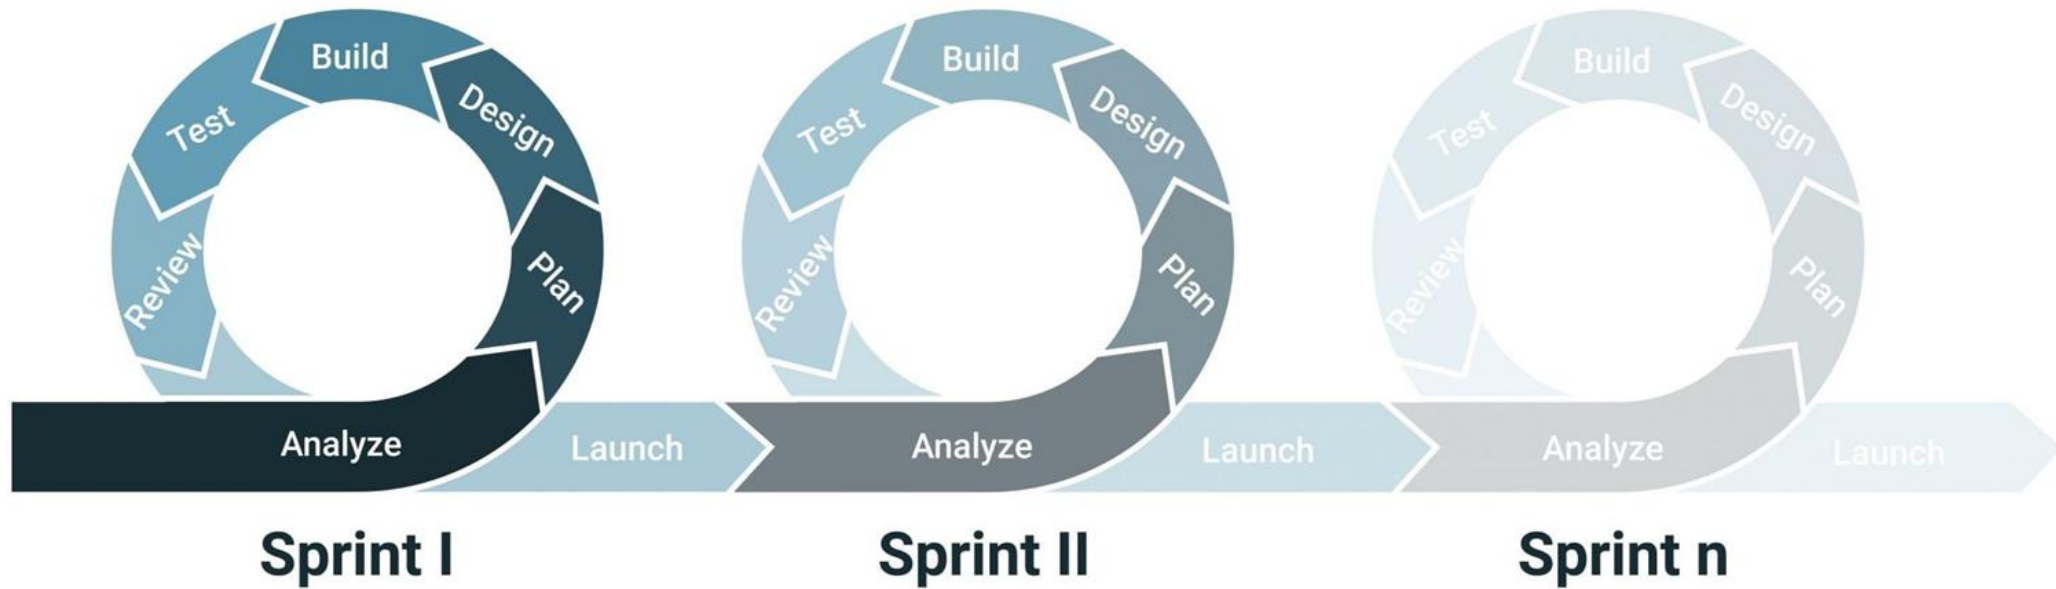 Build
Design
Test
Plan
Review
Analyze
Launch
Sprint I
Build
Design
Test
Plan
Review
Analyze
Launch
Sprint II
Build
Design
Test
Plan
Review
Analyze
Launch
Sprint n